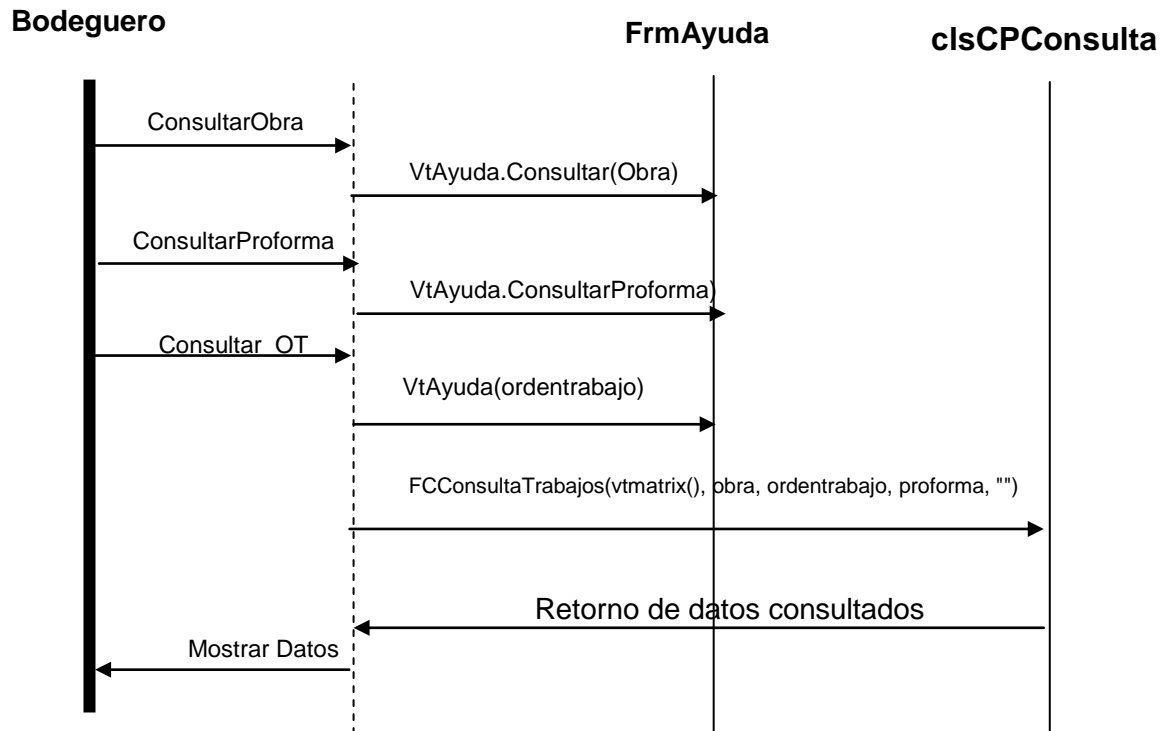 Bodeguero
FrmAyuda
clsCPConsulta
ConsultarObra
VtAyuda.Consultar(Obra)
ConsultarProforma
VtAyuda.ConsultarProforma)
Consultar_OT
VtAyuda(ordentrabajo)
FCConsultaTrabajos(vtmatrix(), obra, ordentrabajo, proforma, "")
Retorno de datos consultados
Mostrar Datos